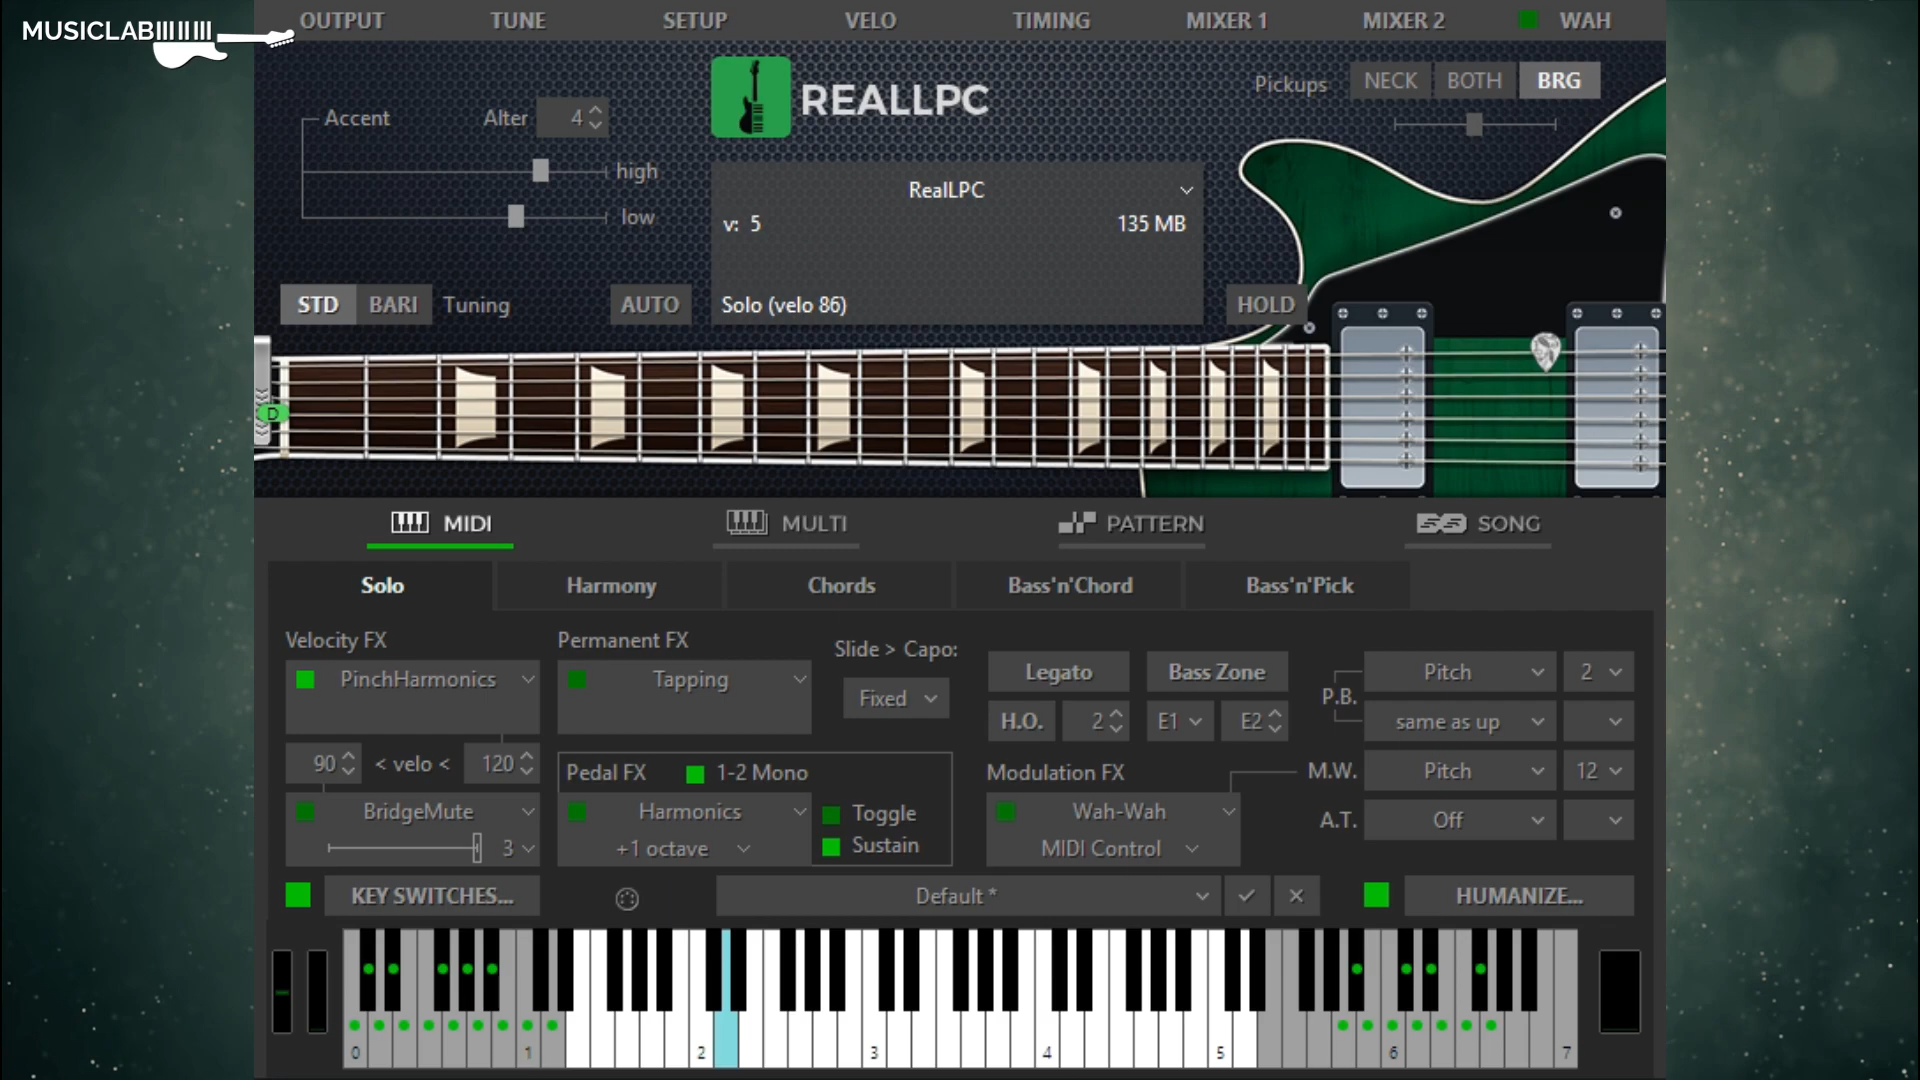 MUSICLAB
OUTPUT TUNE SETUP VELO TIMING MIXER 1 MIXER 2 WAH
REALLPC
Pickups NECK BOTH BRG
Accent Alter 4
high
low
RealLPC
v: 5 135 MB
STD BARI Tuning AUTO Solo (velo 86) HOLD
D
MIDI MULTI PATTERN SONG
Solo Harmony Chords Bass'n'Chord Bass'n'Pick
Velocity FX Permanent FX Slide > Capo:
PinchHarmonics Tapping Fixed Legato Bass Zone P.B. Pitch 2
H.O. 2 E1 E2 same as up
90 < velo < 120 Pedal FX 1-2 Mono Modulation FX M.W. Pitch 12
BridgeMute Harmonics Toggle Wah-Wah A.T. Off
3 +1 octave Sustain MIDI Control
KEY SWITCHES... Default * HUMANIZE...
0 1 2 3 4 5 6 7